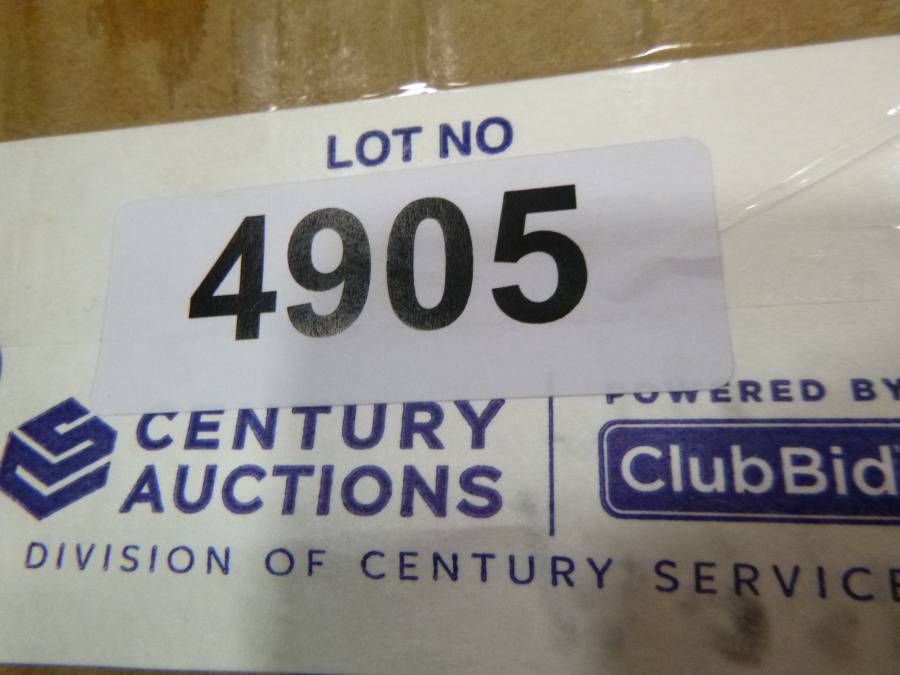 LOT NO
4905
CENTURY
AUCTIONS
POWERED BY
ClubBid
DIVISION OF CENTURY SERVICE